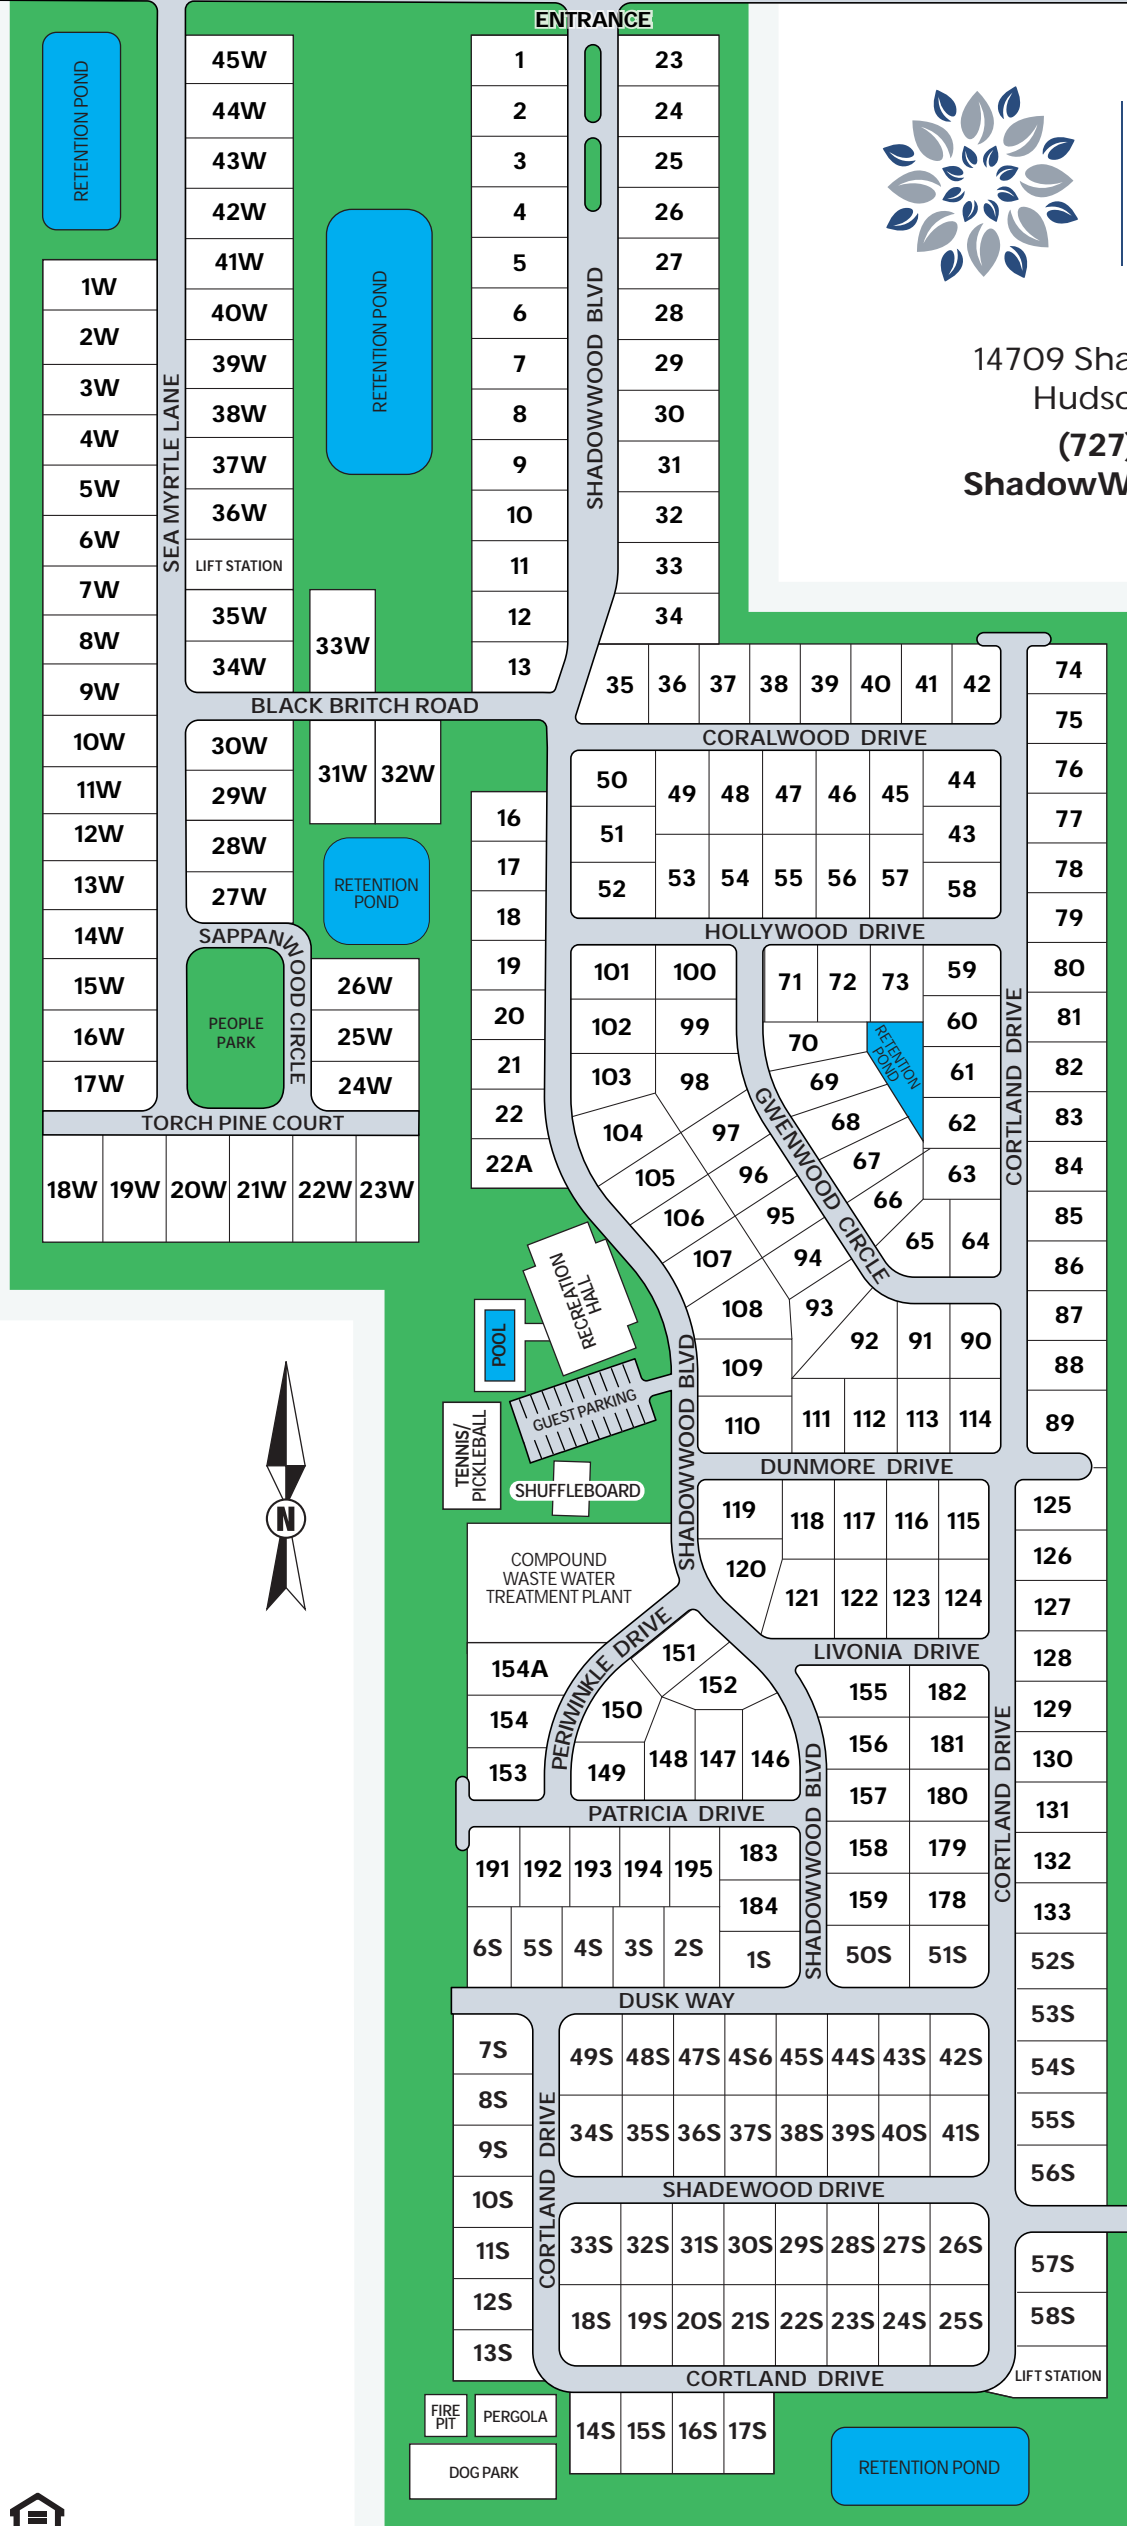 ENTRANCE
RETENTION POND
45W
44W
43W
42W
41W
40W
39W
38W
37W
36W
LIFT STATION
35W
34W
33W
RETENTION POND
1
2
3
4
5
6
7
8
9
10
11
12
13
SHADOWWOOD BLVD
23
24
25
26
27
28
29
30
31
32
33
34
14709 Sha
Hudso
(727)
ShadowW
1W
2W
3W
4W
5W
6W
7W
8W
9W
10W
11W
12W
13W
14W
15W
16W
17W
SEA MYRTLE LANE
BLACK BRITCH ROAD
30W
29W
28W
27W
31W 32W
RETENTION
POND
SAPPANWOOD CIRCLE
PEOPLE
PARK
26W
25W
24W
TORCH PINE COURT
18W 19W 20W 21W 22W 23W
16
17
18
19
20
21
22
22A
35 36 37 38 39 40 41 42
CORALWOOD DRIVE
50 49 48 47 46 45 44
51 43
52 53 54 55 56 57 58
HOLLYWOOD DRIVE
74
75
76
77
78
79
80
81
82
83
84
85
86
87
88
89
CORTLAND DRIVE
101 100
102 99
103 98
104 97
105 96
106 95
107 94
108 93
109
110
71 72 73
59
60
61
62
63
70
69
68
67
66
65 64
RETENTION
POND
GWENWOOD CIRCLE
92 91 90
111 112 113 114
RECREATION
HALL
POOL
GUEST PARKING
TENNIS/
PICKLEBALL
SHUFFLEBOARD
SHADOWWOOD BLVD
DUNMORE DRIVE
N
119 118 117 116 115
120 121 122 123 124
LIVONIA DRIVE
125
126
127
128
129
130
131
132
133
52S
53S
54S
55S
56S
57S
58S
LIFT STATION
CORTLAND DRIVE
COMPOUND
WASTE WATER
TREATMENT PLANT
154A
154
153
PERIWINKLE DRIVE
151
152
150
149 148 147 146
PATRICIA DRIVE
155 182
156 181
157 180
158 179
159 178
50S 51S
SHADOWWOOD BLVD
191 192 193 194 195 183
184
6S 5S 4S 3S 2S 1S
DUSK WAY
7S
8S
9S
10S
11S
12S
13S
CORTLAND DRIVE
49S 48S 47S 4S6 45S 44S 43S 42S
34S 35S 36S 37S 38S 39S 40S 41S
SHADEWOOD DRIVE
33S 32S 31S 30S 29S 28S 27S 26S
18S 19S 20S 21S 22S 23S 24S 25S
CORTLAND DRIVE
FIRE
PIT
PERGOLA
DOG PARK
14S 15S 16S 17S
RETENTION POND